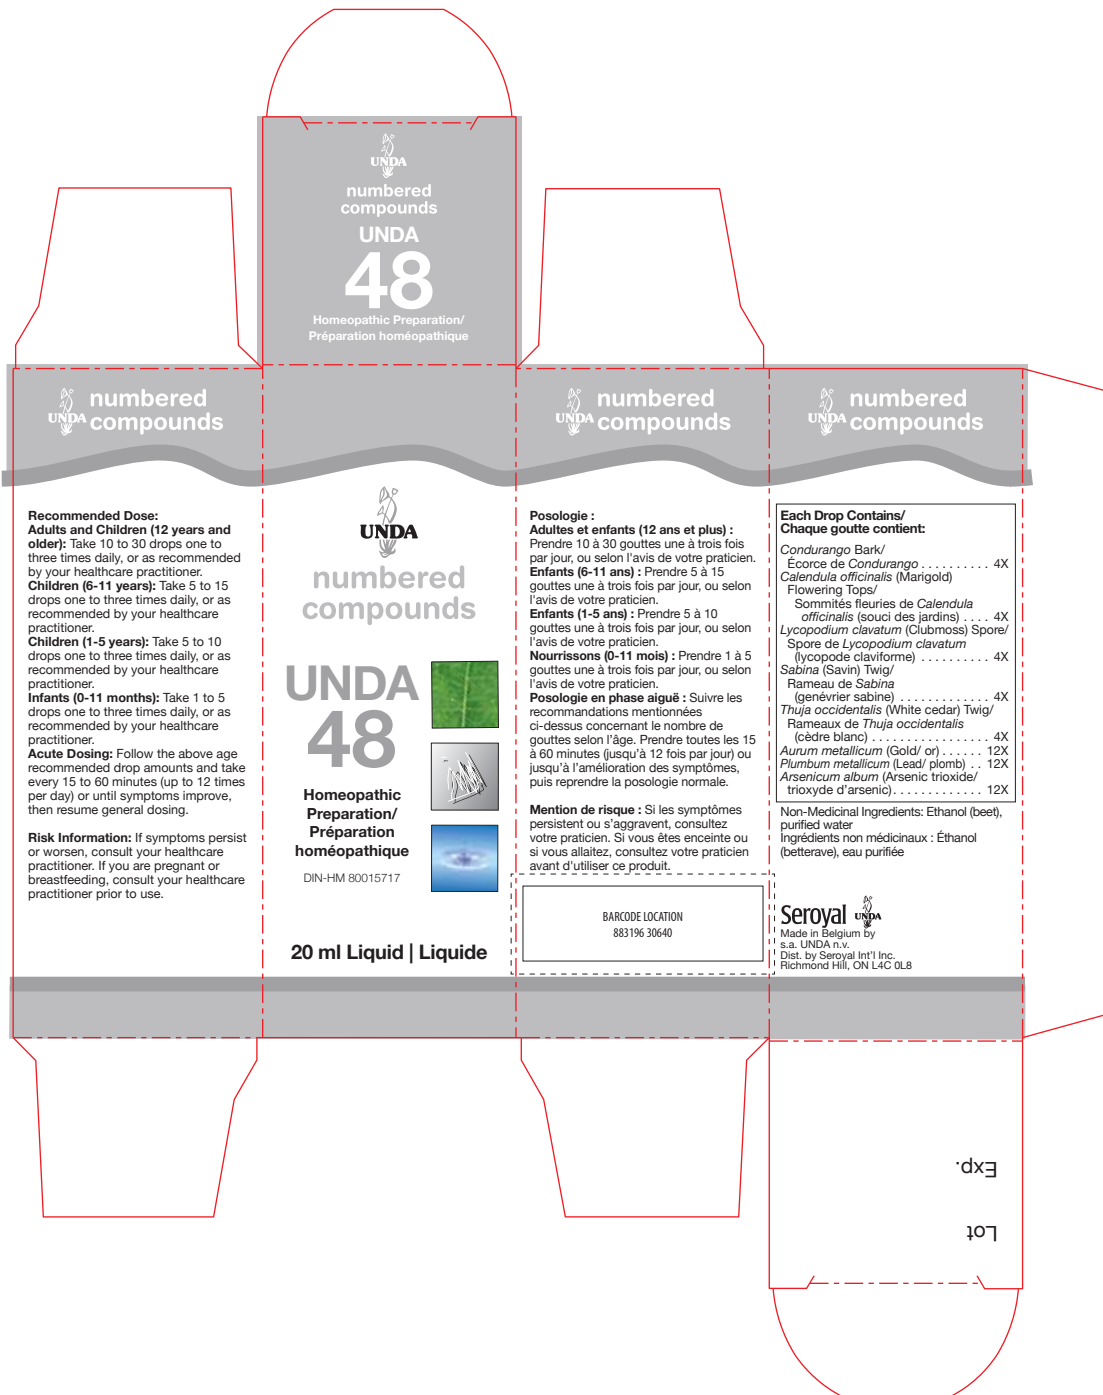 UNDA
numbered
compounds
UNDA
48
Homeopathic Preparation/
Préparation homéopathique
UNDA
numbered
compounds
UNDA
numbered
compounds
UNDA
numbered
compounds
Recommended Dose:
Adults and Children (12 years and
older): Take 10 to 30 drops one to
three times daily, or as recommended
by your healthcare practitioner.
Children (6-11 years): Take 5 to 15
drops one to three times daily, or as
recommended by your healthcare
practitioner.
Children (1-5 years): Take 5 to 10
drops one to three times daily, or as
recommended by your healthcare
practitioner.
Infants (0-11 months): Take 1 to 5
drops one to three times daily, or as
recommended by your healthcare
practitioner.
Acute Dosing: Follow the above age
recommended drop amounts and take
every 15 to 60 minutes (up to 12 times
per day) or until symptoms improve,
then resume general dosing.
Risk Information: If symptoms persist
or worsen, consult your healthcare
practitioner. If you are pregnant or
breastfeeding, consult your healthcare
practitioner prior to use.
UNDA
numbered
compounds
UNDA
48
Homeopathic
Preparation/
Préparation
homéopathique
DIN-HM 80015717
20 ml Liquid | Liquide
Posologie :
Adultes et enfants (12 ans et plus) :
Prendre 10 à 30 gouttes une à trois fois
par jour, ou selon l'avis de votre praticien.
Enfants (6-11 ans) : Prendre 5 à 15
gouttes une à trois fois par jour, ou selon
l'avis de votre praticien.
Enfants (1-5 ans) : Prendre 5 à 10
gouttes une à trois fois par jour, ou selon
l'avis de votre praticien.
Nourrissons (0-11 mois) : Prendre 1 à 5
gouttes une à trois fois par jour, ou selon
l'avis de votre praticien.
Posologie en phase aiguë : Suivre les
recommandations mentionnées
ci-dessus concernant le nombre de
gouttes selon l'âge. Prendre toutes les 15
à 60 minutes (jusqu'à 12 fois par jour) ou
jusqu'à l'amélioration des symptômes,
puis reprendre la posologie normale.
Mention de risque : Si les symptômes
persistent ou s'aggravent, consultez
votre praticien. Si vous êtes enceinte ou
si vous allaitez, consultez votre praticien
avant d'utiliser ce produit.
BARCODE LOCATION
883196 30640
Each Drop Contains/
Chaque goutte contient:
Condurango Bark/
Écorce de Condurango . . . . . . . . . . 4X
Calendula officinalis (Marigold)
Flowering Tops/
Sommités fleuries de Calendula
officinalis (souci des jardins) . . . . 4X
Lycopodium clavatum (Clubmoss) Spore/
Spore de Lycopodium clavatum
(lycopode claviforme) . . . . . . . . . . 4X
Sabina (Savin) Twig/
Rameau de Sabina
(genévrier sabine) . . . . . . . . . . . . . 4X
Thuja occidentalis (White cedar) Twig/
Rameaux de Thuja occidentalis
(cèdre blanc) . . . . . . . . . . . . . . . . . 4X
Aurum metallicum (Gold/ or) . . . . . . 12X
Plumbum metallicum (Lead/ plomb) . . 12X
Arsenicum album (Arsenic trioxide/
trioxyde d'arsenic). . . . . . . . . . . . . 12X
Non-Medicinal Ingredients: Ethanol (beet),
purified water
Ingrédients non médicinaux : Éthanol
(betterave), eau purifiée
Seroyal UNDA
Made in Belgium by
s.a. UNDA n.v.
Dist. by Seroyal Int'l Inc.
Richmond Hill, ON L4C 0L8
Exp.
Lot